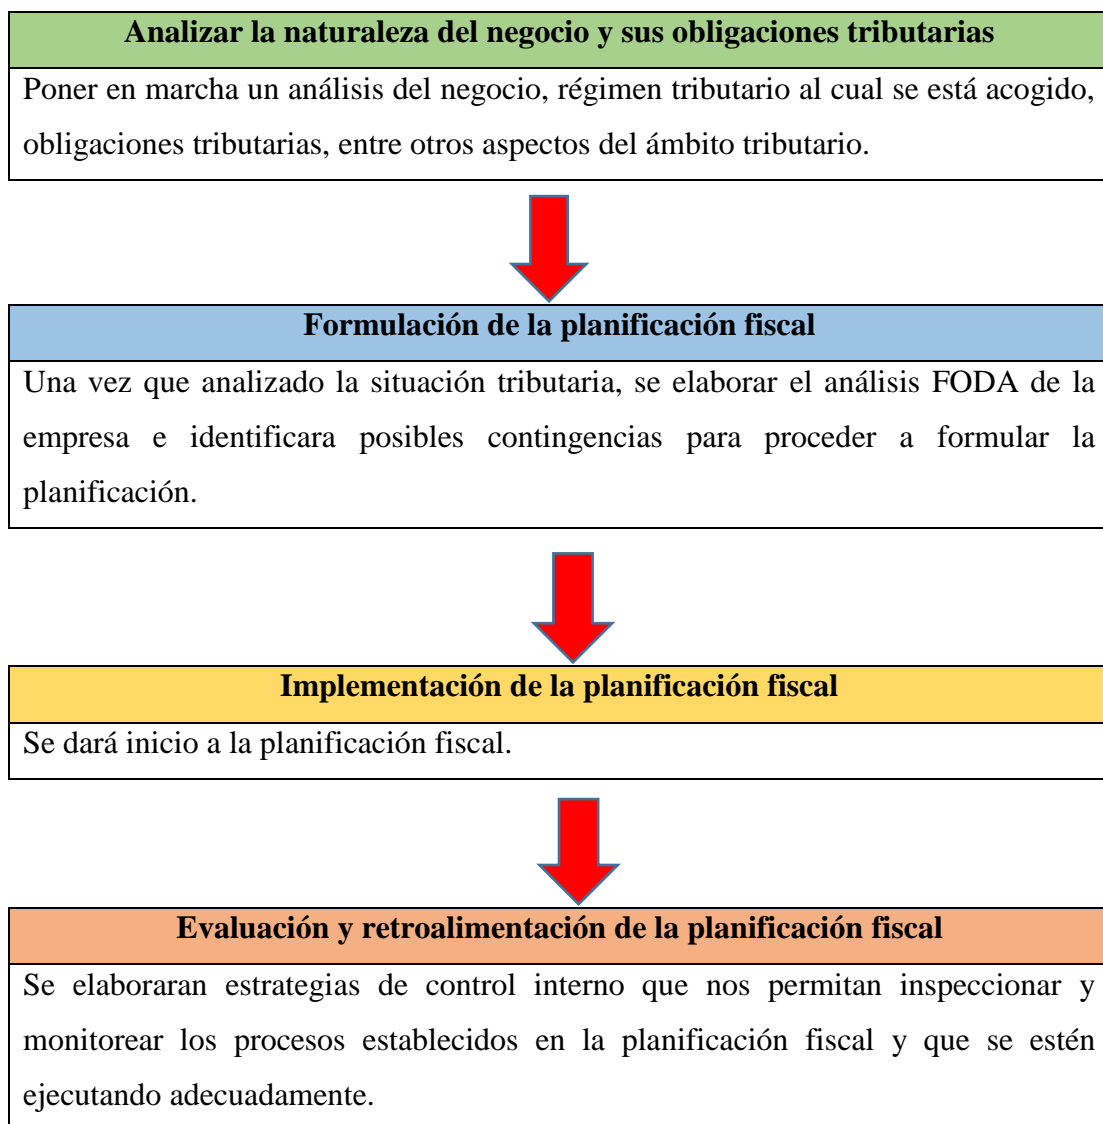 Analizar la naturaleza del negocio y sus obligaciones tributarias
Poner en marcha un análisis del negocio, régimen tributario al cual se está acogido,
obligaciones tributarias, entre otros aspectos del ámbito tributario.
Formulación de la planificación fiscal
Una vez que analizado la situación tributaria, se elaborar el análisis FODA de la
empresa e identificara posibles contingencias para proceder a formular la
planificación.
Implementación de la planificación fiscal
Se dará inicio a la planificación fiscal.
Evaluación y retroalimentación de la planificación fiscal
Se elaboraran estrategias de control interno que nos permitan inspeccionar y
monitorear los procesos establecidos en la planificación fiscal y que se estén
ejecutando adecuadamente.